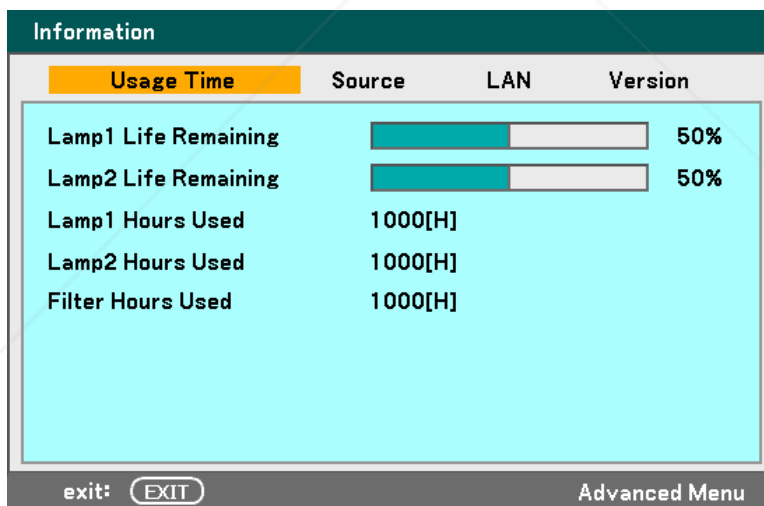 Information
Usage Time Source LAN Version
Lamp1 Life Remaining 50%
Lamp2 Life Remaining 50%
Lamp1 Hours Used 1000[H]
Lamp2 Hours Used 1000[H]
Filter Hours Used 1000[H]
exit: EXIT Advanced Menu